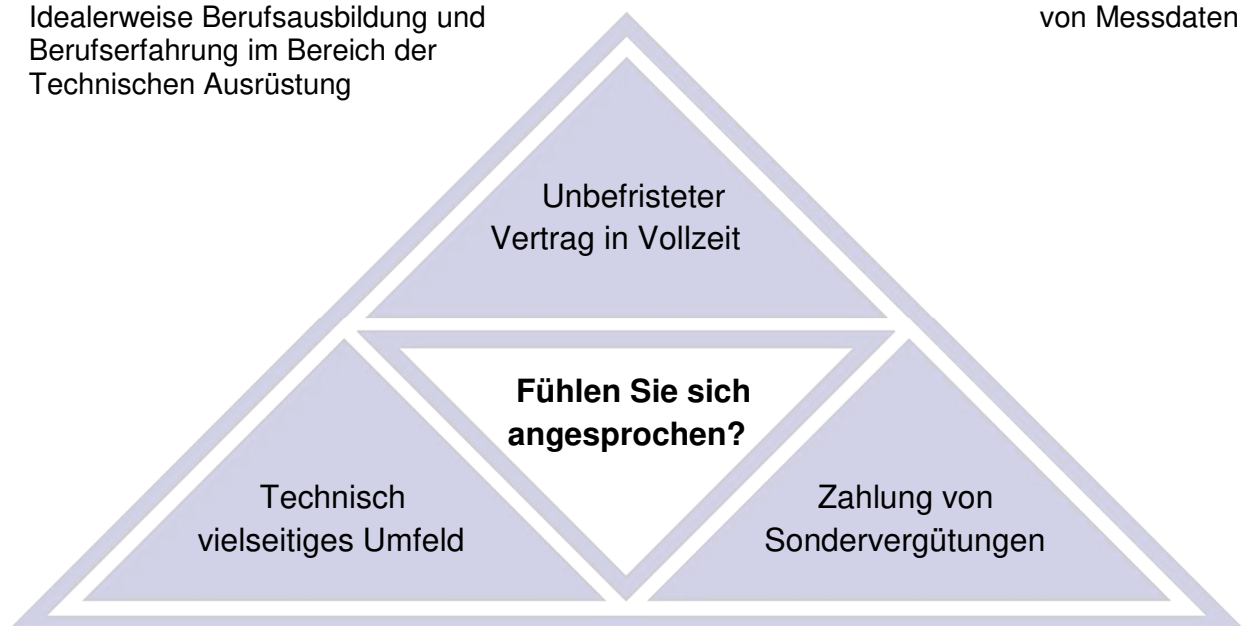 Idealerweise Berufsausbildung und
Berufserfahrung im Bereich der
Technischen Ausrüstung
von Messdaten
Unbefristeter
Vertrag in Vollzeit
Fühlen Sie sich
angesprochen?
Technisch
vielseitiges Umfeld
Zahlung von
Sondervergütungen